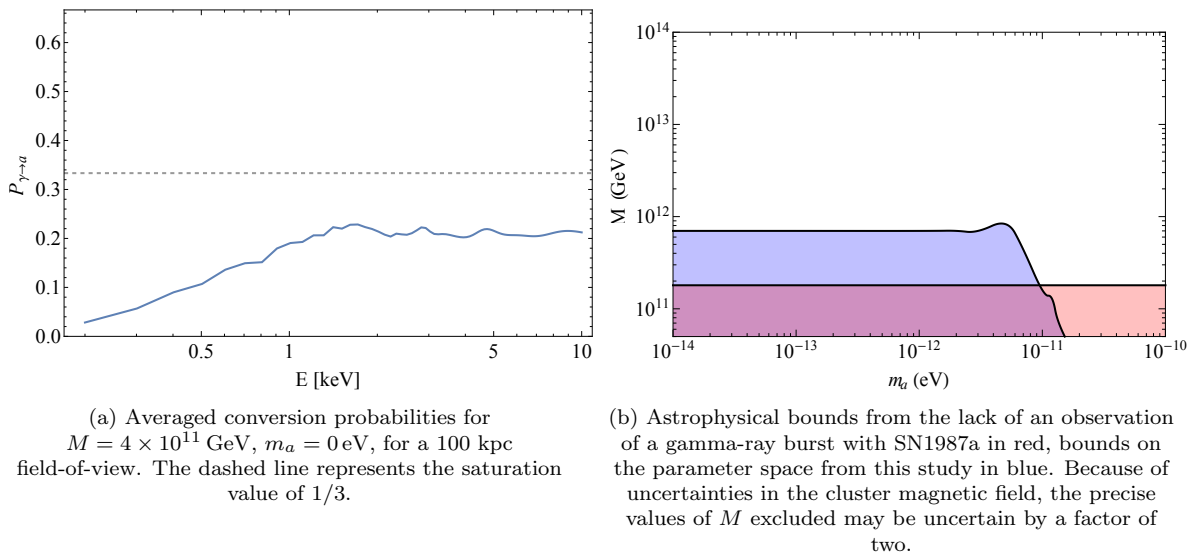 0.6
0.5
0.4
0.3
0.2
0.1
0.0
P_{γ→a}
0.5
1
5
10
E [keV]
(a) Averaged conversion probabilities for
M = 4 × 10^{11} GeV, m_a = 0 eV, for a 100 kpc
field-of-view. The dashed line represents the saturation
value of 1/3.
10^{14}
10^{13}
10^{12}
10^{11}
M (GeV)
10^{-14}
10^{-13}
10^{-12}
10^{-11}
10^{-10}
m_a (eV)
(b) Astrophysical bounds from the lack of an observation
of a gamma-ray burst with SN1987a in red, bounds on
the parameter space from this study in blue. Because of
uncertainties in the cluster magnetic field, the precise
values of M excluded may be uncertain by a factor of
two.